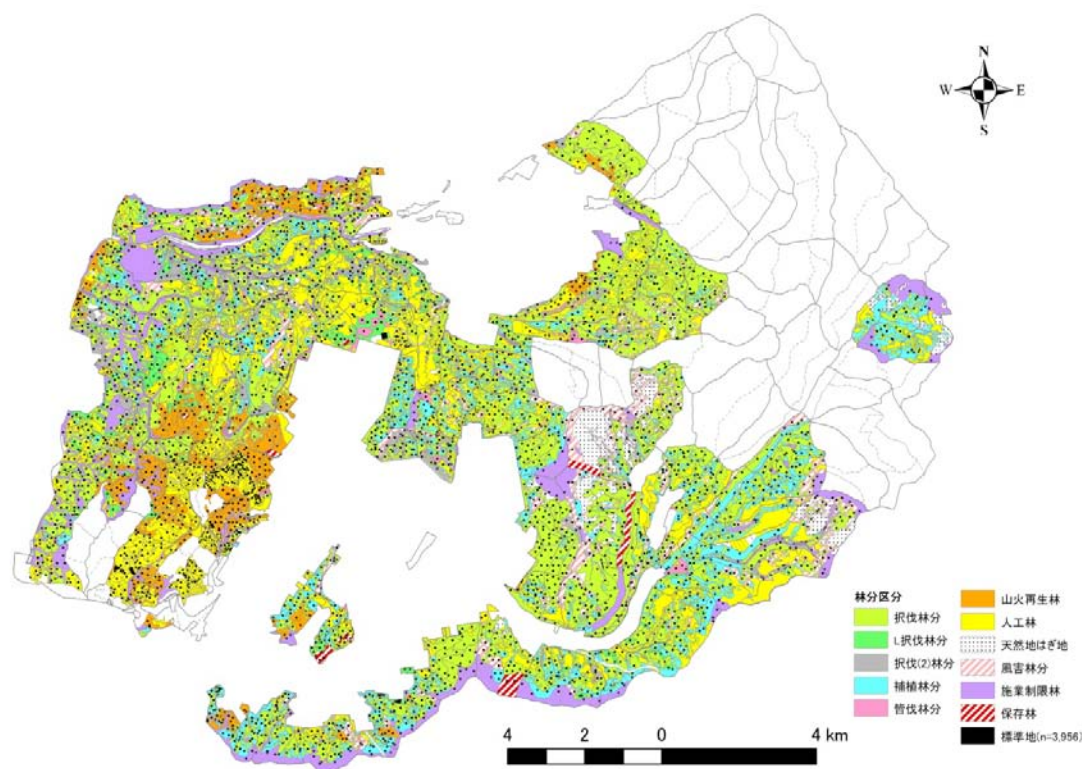 N
W
E
S
林分区分
択伐林分
L択伐林分
択伐(2)林分
補植林分
皆伐林分
山火再生林
人工林
天然地はぎ地
風害林分
施業制限林
保存林
標準地(n=3,956)
4 2 0 4 km